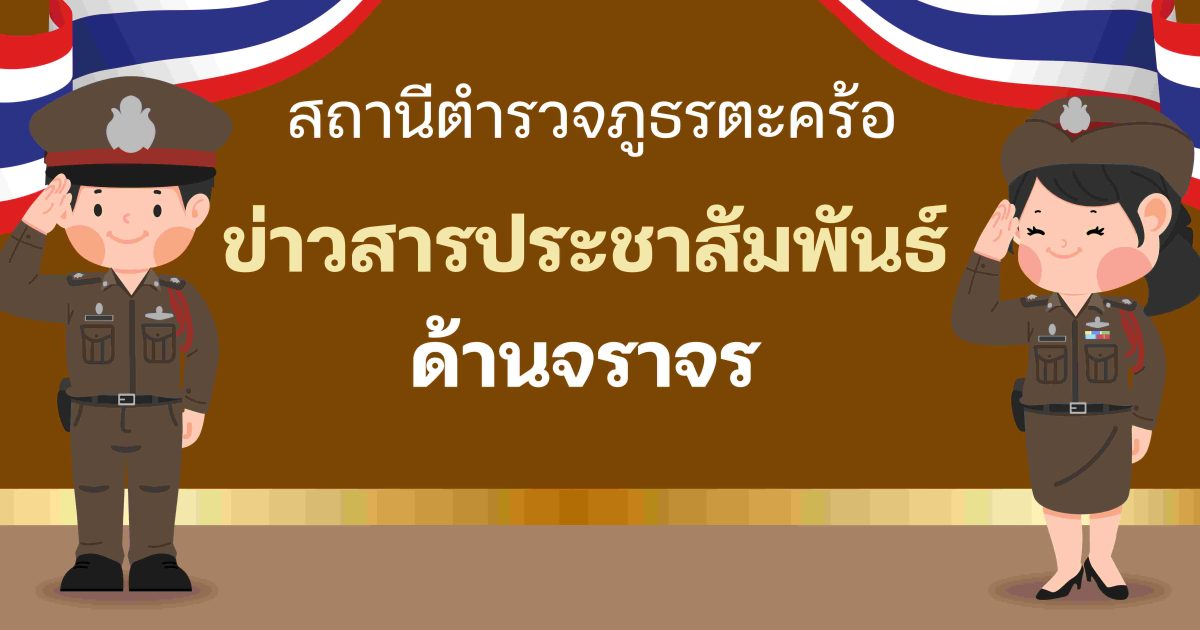 สถานีตำรวจภูธรตะคร้อ
ข่าวสารประชาสัมพันธ์
ด้านจราจร